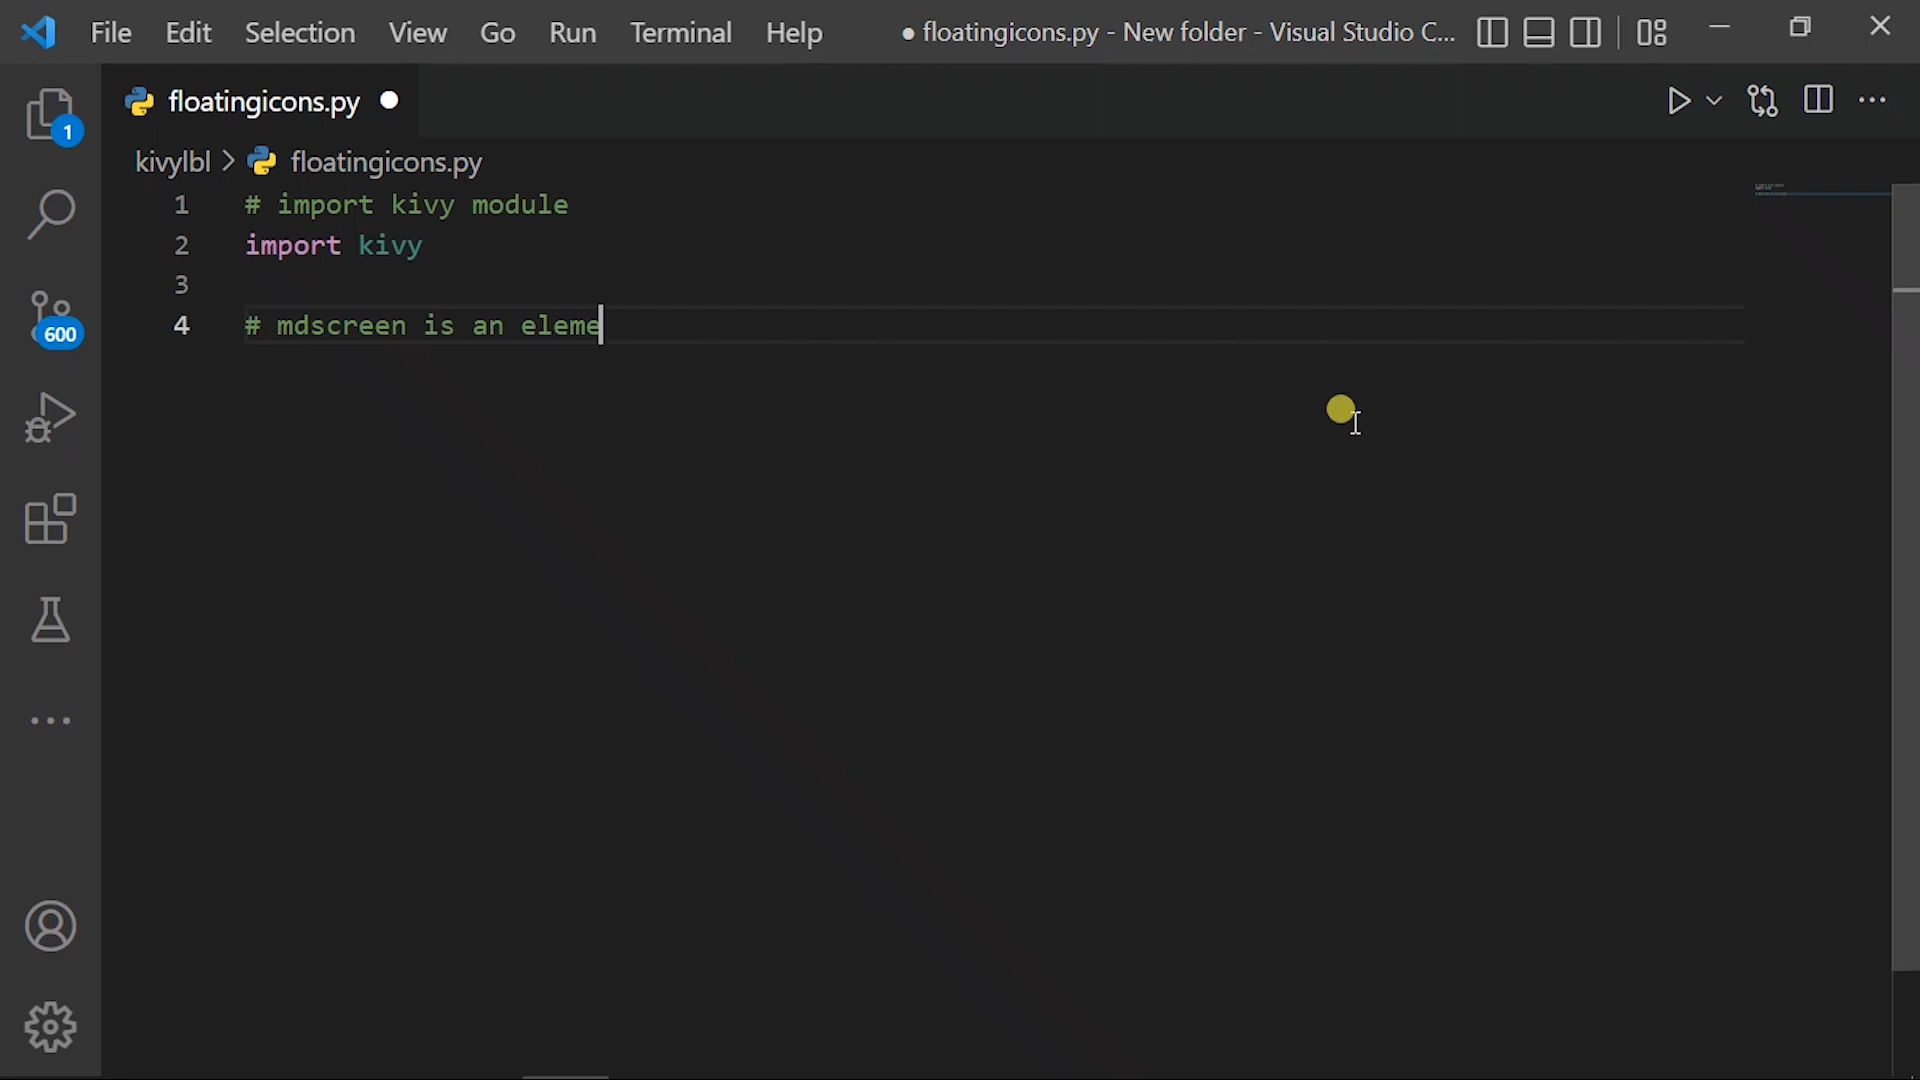 File Edit Selection View Go Run Terminal Help ● floatingicons.py - New folder - Visual Studio C...
floatingicons.py
1
kivylbl > floatingicons.py
1 # import kivy module
2 import kivy
3
4 # mdscreen is an eleme
600